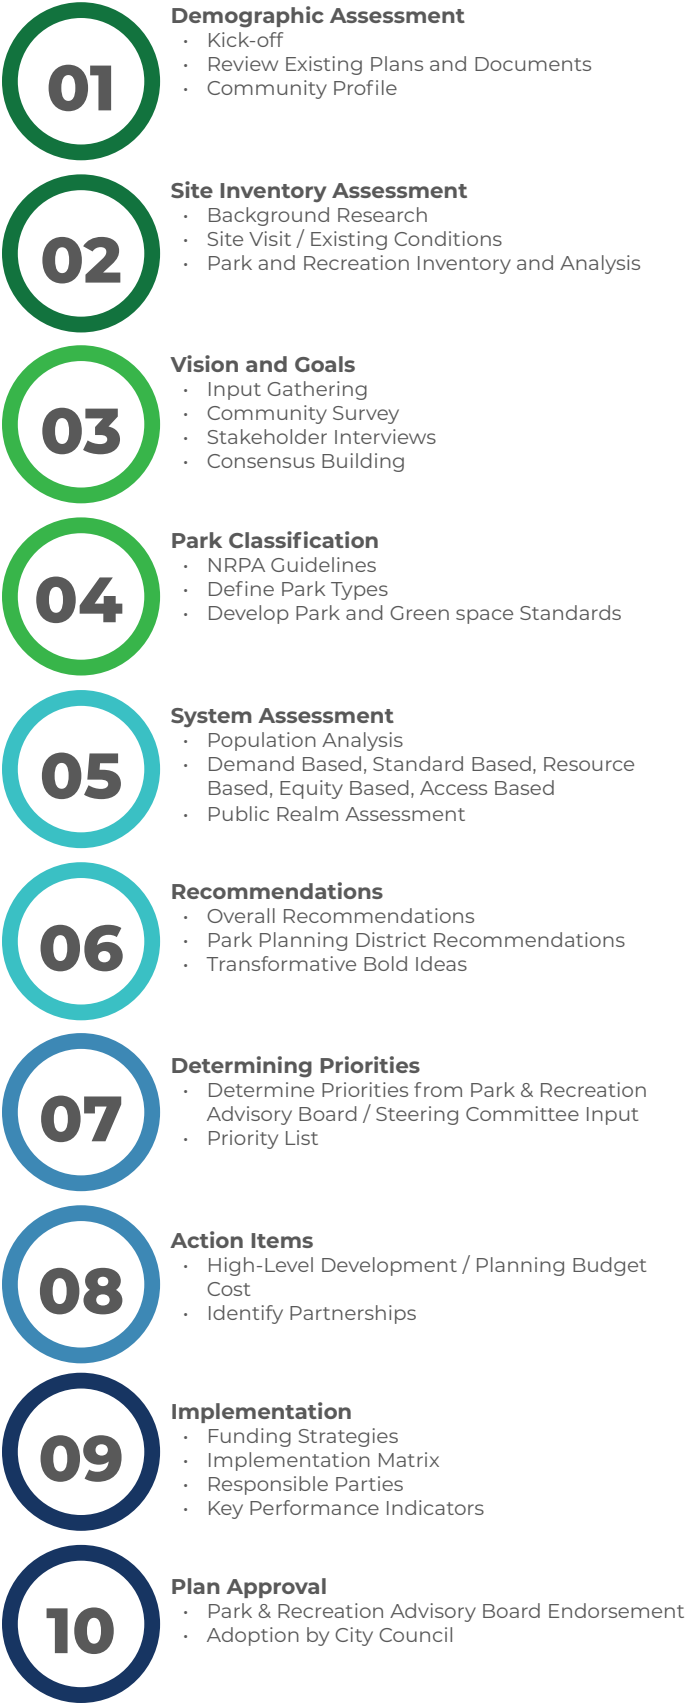 01
Demographic Assessment
• Kick-off
• Review Existing Plans and Documents
• Community Profile
02
Site Inventory Assessment
• Background Research
• Site Visit / Existing Conditions
• Park and Recreation Inventory and Analysis
03
Vision and Goals
• Input Gathering
• Community Survey
• Stakeholder Interviews
• Consensus Building
04
Park Classification
• NRPA Guidelines
• Define Park Types
• Develop Park and Green space Standards
05
System Assessment
• Population Analysis
• Demand Based, Standard Based, Resource
Based, Equity Based, Access Based
• Public Realm Assessment
06
Recommendations
• Overall Recommendations
• Park Planning District Recommendations
• Transformative Bold Ideas
07
Determining Priorities
• Determine Priorities from Park & Recreation
Advisory Board / Steering Committee Input
• Priority List
08
Action Items
• High-Level Development / Planning Budget
Cost
• Identify Partnerships
09
Implementation
• Funding Strategies
• Implementation Matrix
• Responsible Parties
• Key Performance Indicators
10
Plan Approval
• Park & Recreation Advisory Board Endorsement
• Adoption by City Council